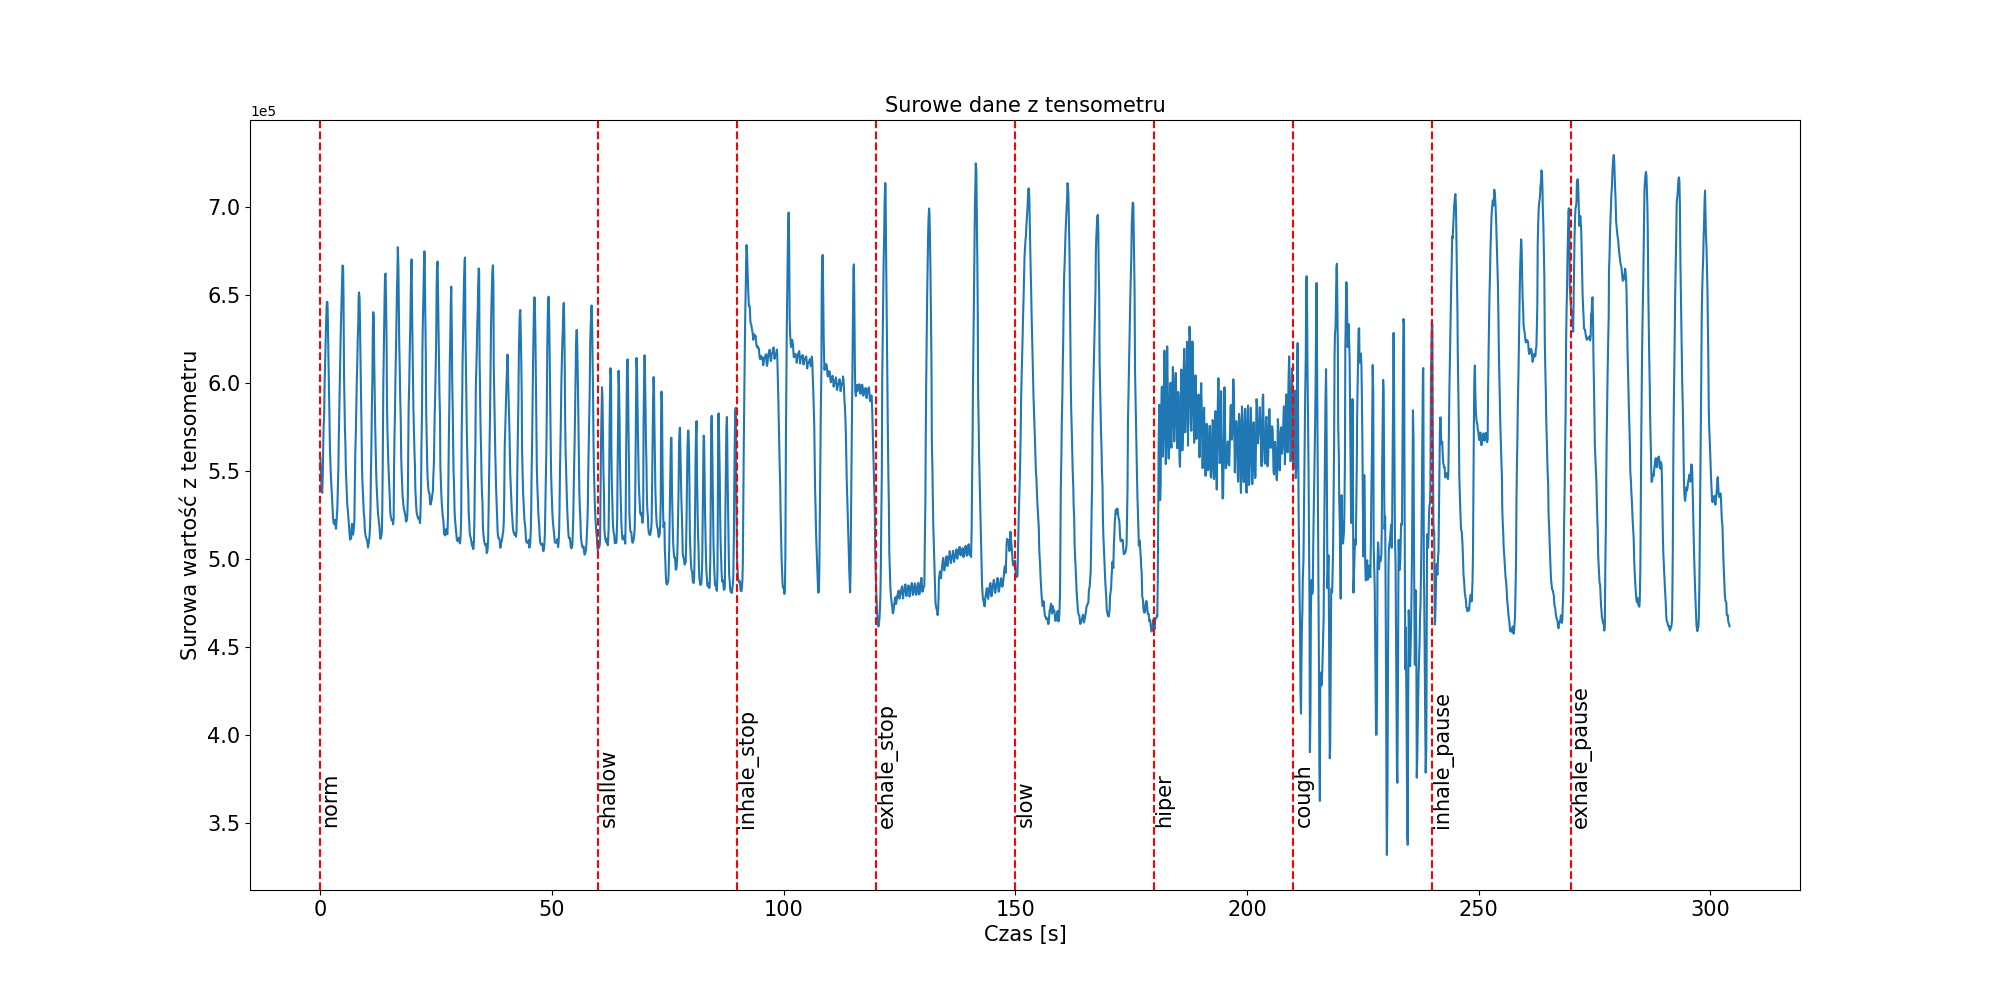 Surowe dane z tensometru
1e5
Surowa wartość z tensometru
7.0
6.5
6.0
5.5
5.0
4.5
4.0
3.5
norm
shallow
inhale_stop
exhale_stop
slow
hiper
cough
inhale_pause
exhale_pause
0
50
100
150
200
250
300
Czas [s]